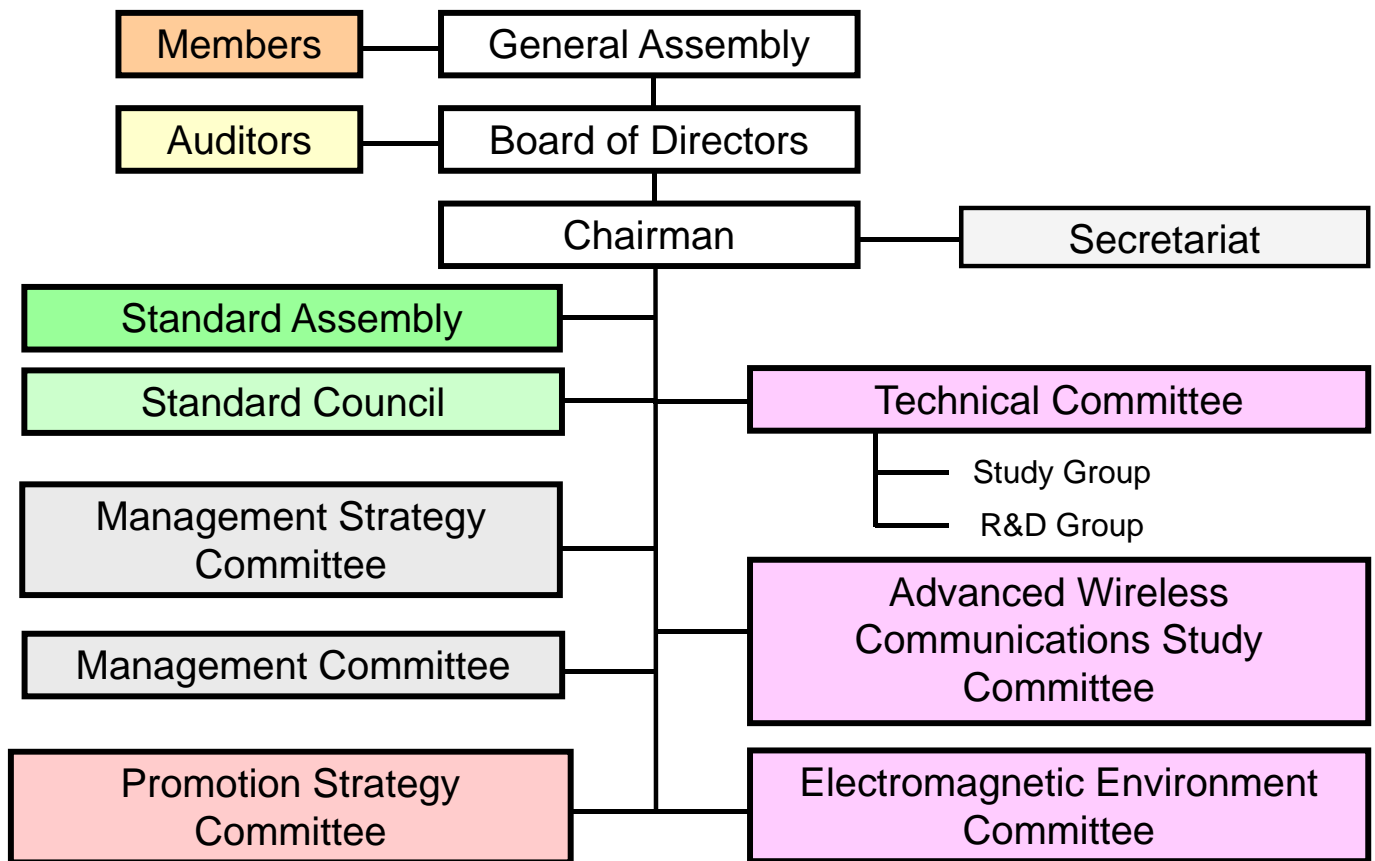 Members
General Assembly
Auditors
Board of Directors
Chairman
Secretariat
Standard Assembly
Standard Council
Technical Committee
Study Group
R&D Group
Management Strategy
Committee
Advanced Wireless
Communications Study
Committee
Management Committee
Promotion Strategy
Committee
Electromagnetic Environment
Committee